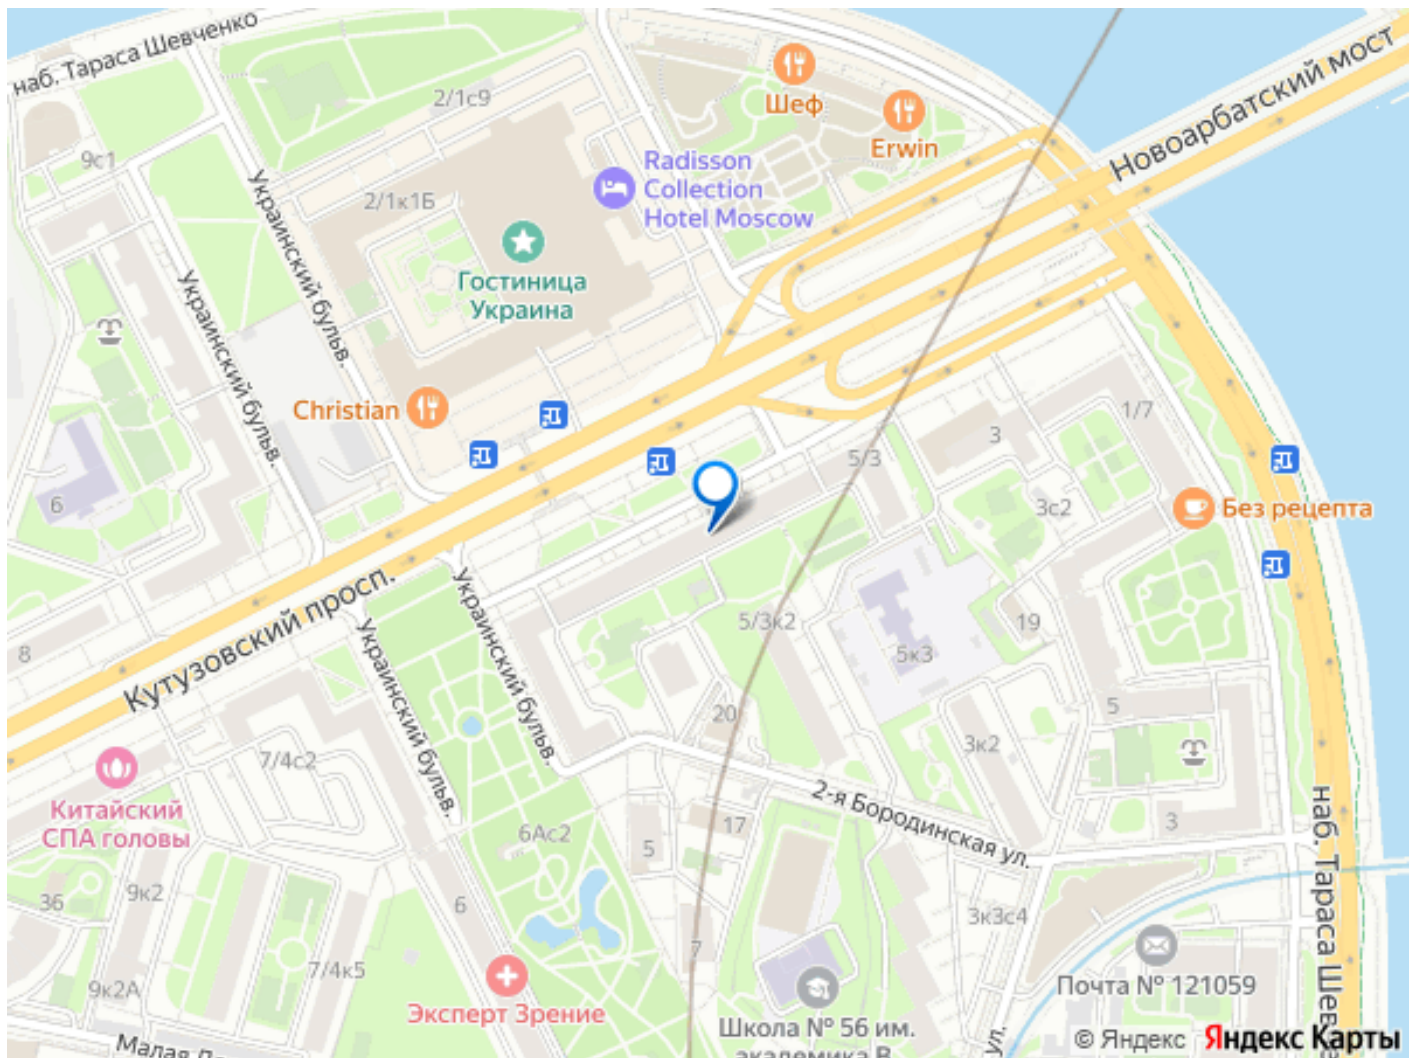 наб. Тараса Шевченко
2/1с9
Шеф
Erwin
Новоарбатский мост
9с1
Украинский бульв.
2/1к1Б
Radisson
Collection
Hotel Moscow
Гостиница
Украина
Украинский бульв.
Christian
1/7
3
5/3
6
3с2
Без рецепта
Кутузовский просп.
Украинский бульв.
Украинский бульв.
5/3к2
19
5к3
8
20
5
3к2
7/4с2
Китайский
СПА головы
2-я Бородинская ул.
наб. Тараса Шев
17
3
6Ас2
5
36
9к2
6
3к3с4
7
7/4к5
9к2А
Эксперт Зрение
Почта № 121059
Школа № 56 им.
академика В
ул.
Малая
© Яндекс Яндекс Карты